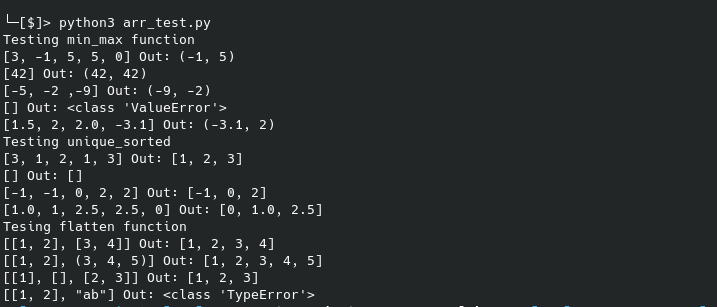 └─[$]> python3 arr_test.py
Testing min_max function
[3, -1, 5, 5, 0] Out: (-1, 5)
[42] Out: (42, 42)
[-5, -2 ,-9] Out: (-9, -2)
[] Out: <class 'ValueError'>
[1.5, 2, 2.0, -3.1] Out: (-3.1, 2)
Testing unique_sorted
[3, 1, 2, 1, 3] Out: [1, 2, 3]
[] Out: []
[-1, -1, 0, 2, 2] Out: [-1, 0, 2]
[1.0, 1, 2.5, 2.5, 0] Out: [0, 1.0, 2.5]
Tesing flatten function
[[1, 2], [3, 4]] Out: [1, 2, 3, 4]
[[1, 2], (3, 4, 5)] Out: [1, 2, 3, 4, 5]
[[1], [], [2, 3]] Out: [1, 2, 3]
[[1, 2], "ab"] Out: <class 'TypeError'>